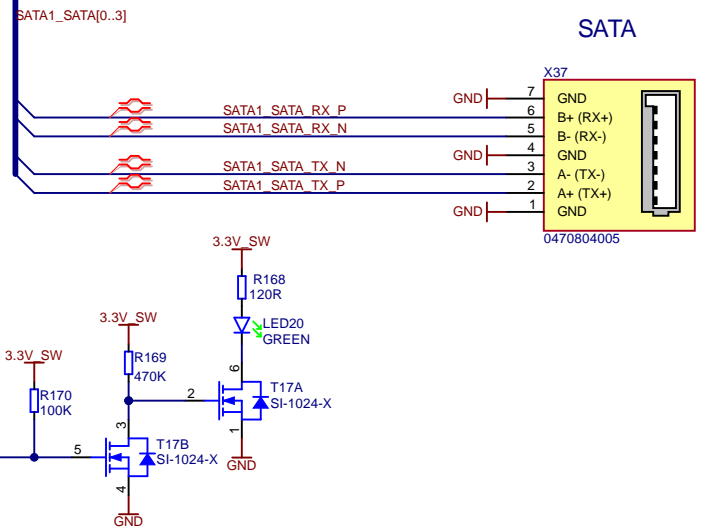 SATA1_SATA[0..3]
SATA
X37
GND 7 GND
SATA1_SATA_RX_P 6 B+ (RX+)
SATA1_SATA_RX_N 5 B- (RX-)
GND 4 GND
SATA1_SATA_TX_N 3 A- (TX-)
SATA1_SATA_TX_P 2 A+ (TX+)
GND 1 GND
0470804005
3.3V_SW
R168
120R
LED20
GREEN
3.3V_SW
R169
470K
3.3V_SW
R170
100K
6
2
T17A
SI-1024-X
1
GND
3
5
T17B
SI-1024-X
4
GND